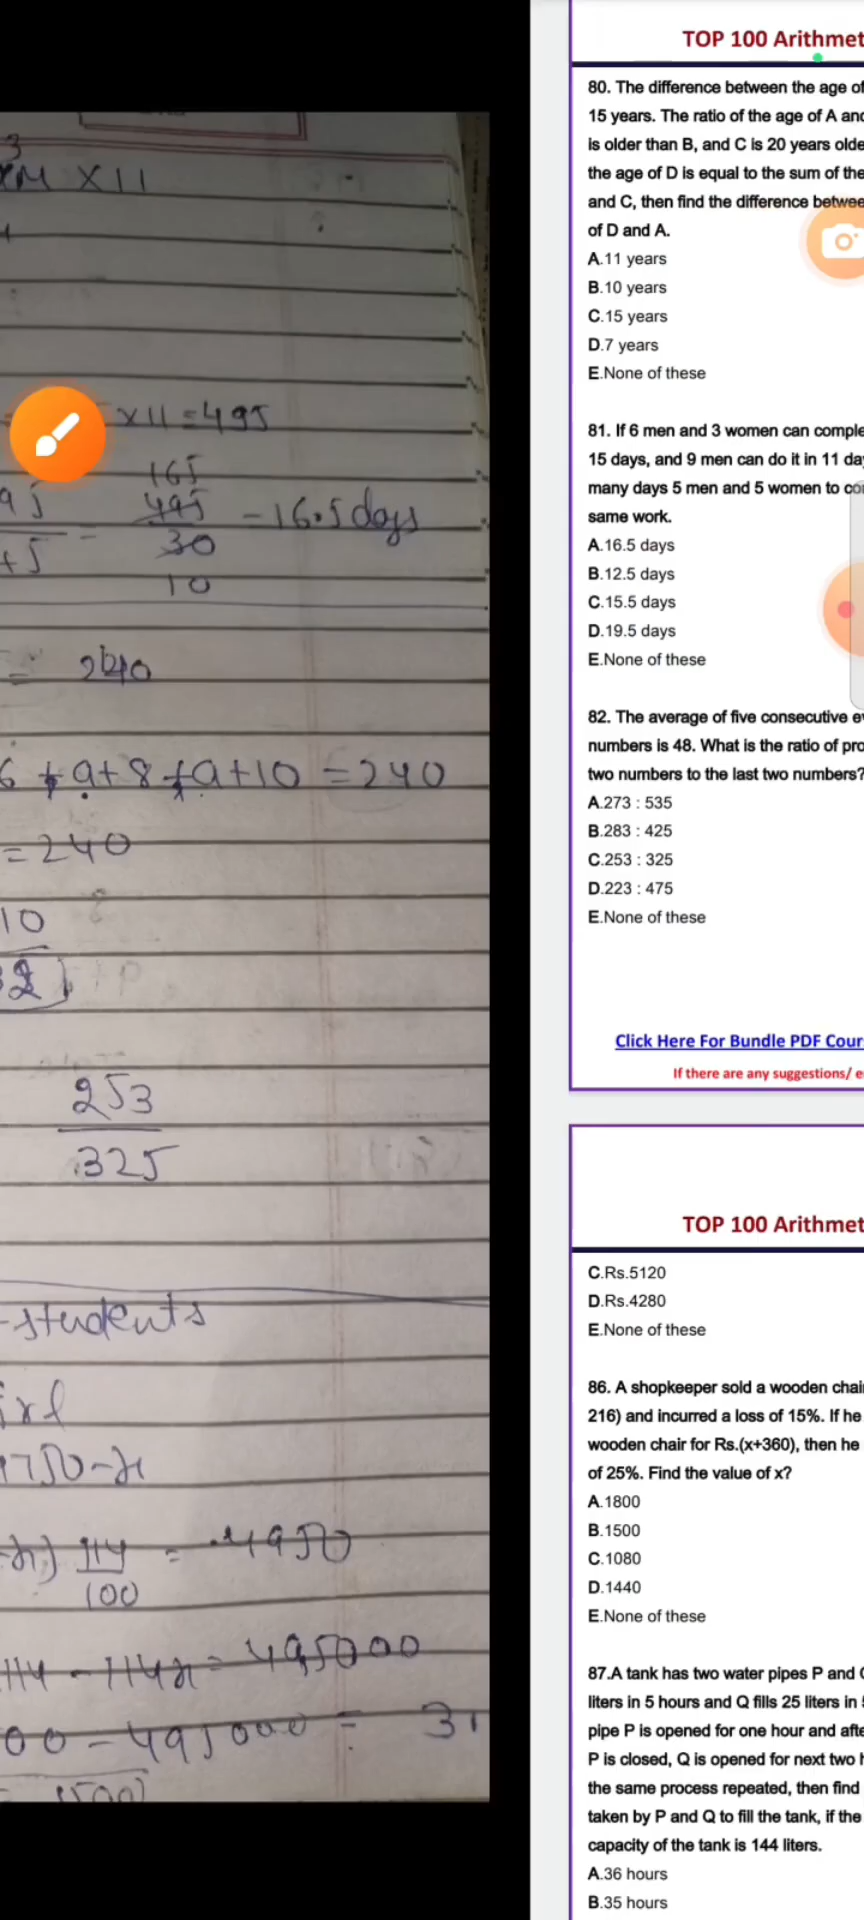 3
XM X 11
x11=495
165
495
30
10
=16.5 days
+5
= 240
6 + a + 8 + a + 10 = 240
= 240
10
253
325
students
750-x
114
100
= 4950
114 - 114x = 495000
00 - 495000 = 31
TOP 100 Arithmet
80. The difference between the age of
15 years. The ratio of the age of A and
is older than B, and C is 20 years olde
the age of D is equal to the sum of the
and C, then find the difference betwee
of D and A.
A.11 years
B.10 years
C.15 years
D.7 years
E.None of these
81. If 6 men and 3 women can comple
15 days, and 9 men can do it in 11 da
many days 5 men and 5 women to co
same work.
A.16.5 days
B.12.5 days
C.15.5 days
D.19.5 days
E.None of these
82. The average of five consecutive e
numbers is 48. What is the ratio of pro
two numbers to the last two numbers?
A.273 : 535
B.283 : 425
C.253 : 325
D.223 : 475
E.None of these
Click Here For Bundle PDF Cour
If there are any suggestions/ e
TOP 100 Arithmet
C.Rs.5120
D.Rs.4280
E.None of these
86. A shopkeeper sold a wooden chair
216) and incurred a loss of 15%. If he
wooden chair for Rs.(x+360), then he
of 25%. Find the value of x?
A.1800
B.1500
C.1080
D.1440
E.None of these
87.A tank has two water pipes P and
liters in 5 hours and Q fills 25 liters in
pipe P is opened for one hour and afte
P is closed, Q is opened for next two
the same process repeated, then find
taken by P and Q to fill the tank, if the
capacity of the tank is 144 liters.
A.36 hours
B.35 hours